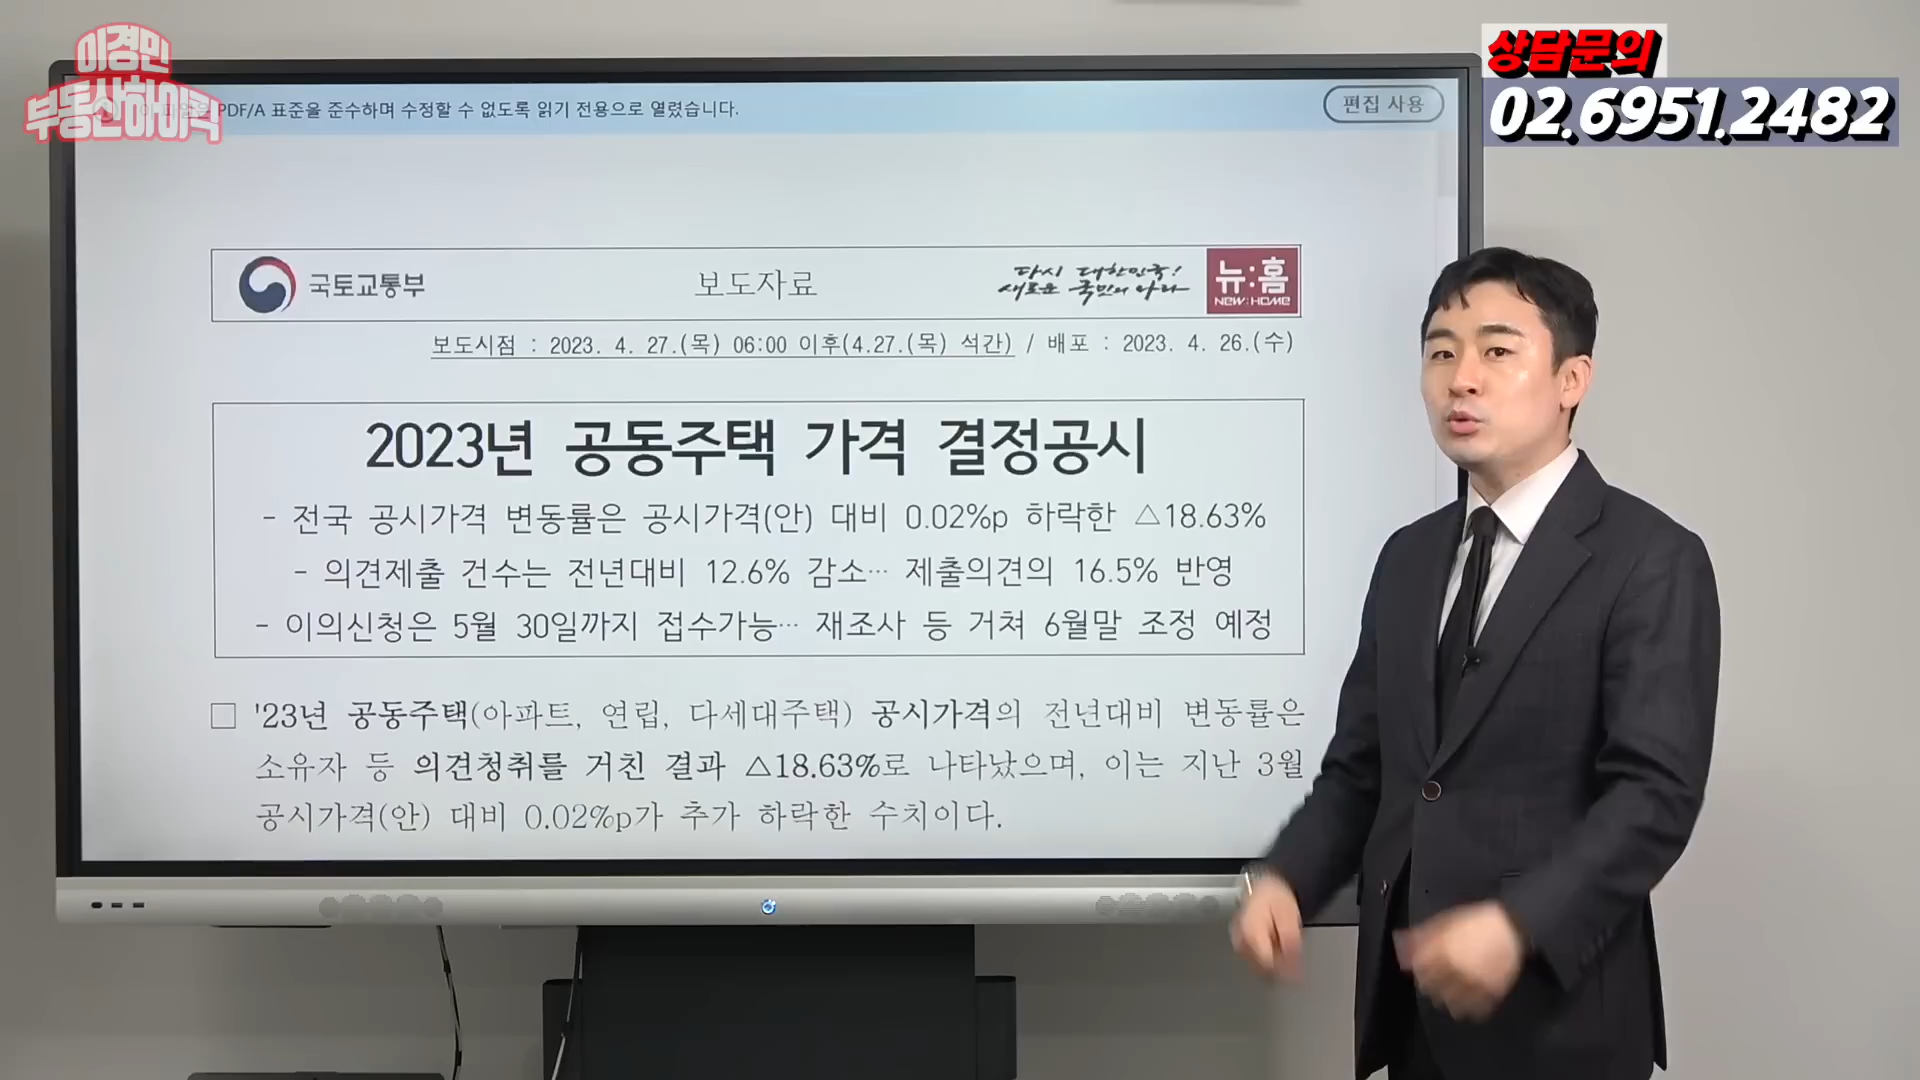 이경민
부동산하이킥
PDF/A 표준을 준수하며 수정할 수 없도록 읽기 전용으로 열렸습니다.
편집 사용
상담문의
02.6951.2482
국토교통부
보도자료
다시 대한민국!
새로운 국민의 나라
뉴:홈
NEW:HOME
보도시점 : 2023. 4. 27.(목) 06:00 이후(4.27.(목) 석간) / 배포 : 2023. 4. 26.(수)
2023년 공동주택 가격 결정공시
- 전국 공시가격 변동률은 공시가격(안) 대비 0.02%p 하락한 △18.63%
- 의견제출 건수는 전년대비 12.6% 감소… 제출의견의 16.5% 반영
- 이의신청은 5월 30일까지 접수가능… 재조사 등 거쳐 6월말 조정 예정
□ '23년 공동주택(아파트, 연립, 다세대주택) 공시가격의 전년대비 변동률은
소유자 등 의견청취를 거친 결과 △18.63%로 나타났으며, 이는 지난 3월
공시가격(안) 대비 0.02%p가 추가 하락한 수치이다.